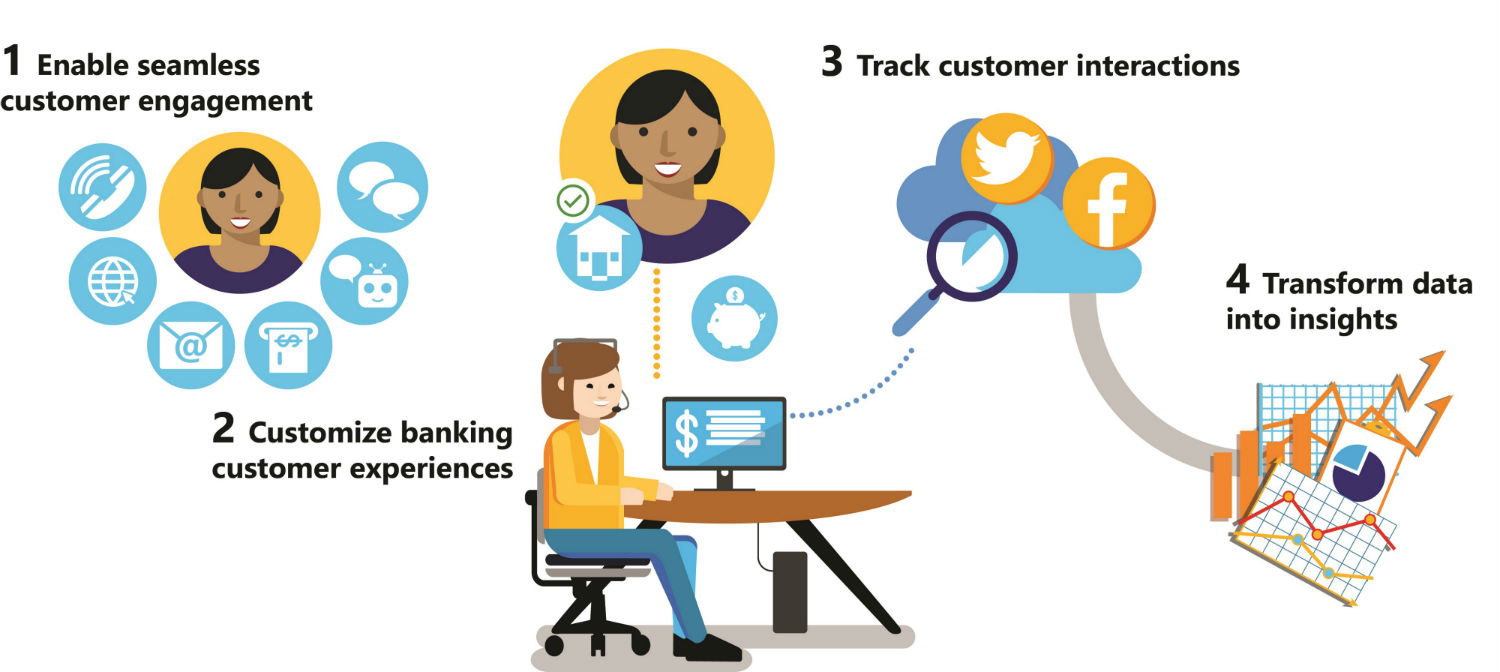 1 Enable seamless
customer engagement
3 Track customer interactions
@
$
$
2 Customize banking
customer experiences
$
f
4 Transform data
into insights